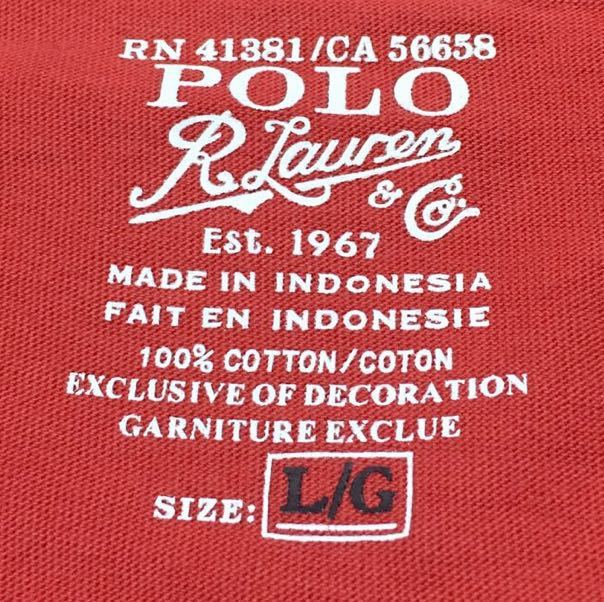 RN 41381/CA 56658
POLO
R Lauren
& Co.
Est. 1967
MADE IN INDONESIA
FAIT EN INDONESIE
100% COTTON/COTON
EXCLUSIVE OF DECORATION
GARNITURE EXCLUE
SIZE: L/G